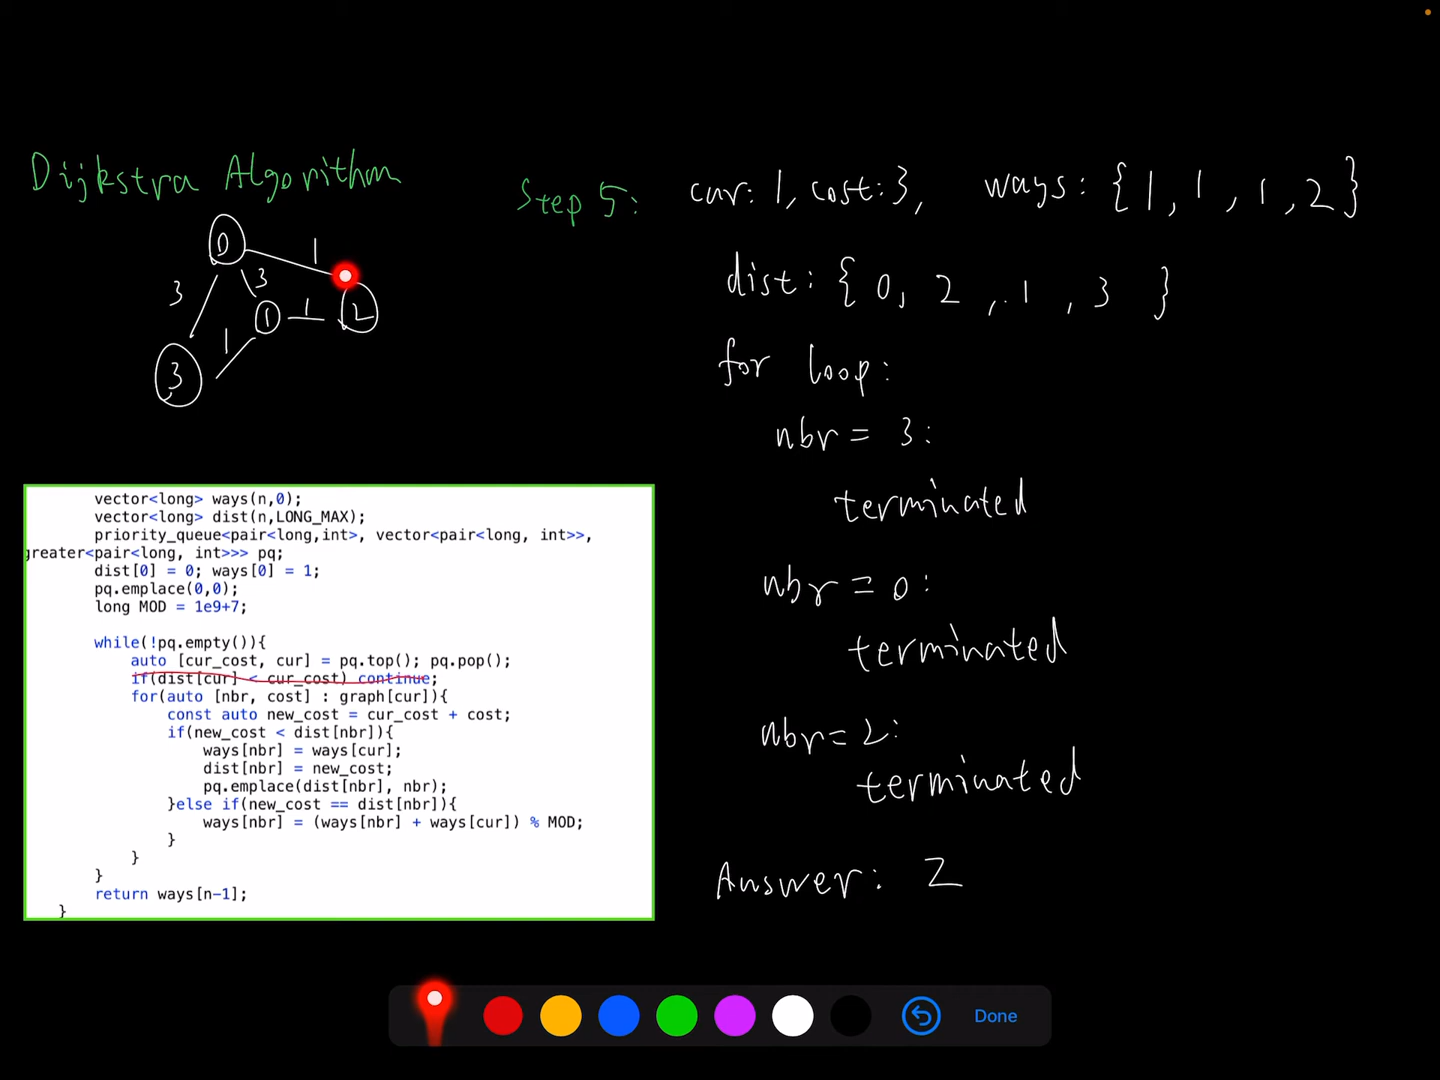 Dijkstra Algorithm
0
1
3
3
1
1
2
1
3
Step 5: cur: 1, cost: 3, ways: {1, 1, 1, 2}
dist: {0, 2, 1, 3 }
for loop:
nbr = 3:
terminated
nbr = 0:
terminated
nbr = 2:
terminated
Answer: 2
vector<long> ways(n,0);
vector<long> dist(n,LONG_MAX);
priority_queue<pair<long,int>, vector<pair<long, int>>,
greater<pair<long, int>>> pq;
dist[0] = 0; ways[0] = 1;
pq.emplace(0,0);
long MOD = 1e9+7;
while(!pq.empty()){
auto [cur_cost, cur] = pq.top(); pq.pop();
if(dist[cur] < cur_cost) continue;
for(auto [nbr, cost] : graph[cur]){
const auto new_cost = cur_cost + cost;
if(new_cost < dist[nbr]){
ways[nbr] = ways[cur];
dist[nbr] = new_cost;
pq.emplace(dist[nbr], nbr);
}else if(new_cost == dist[nbr]){
ways[nbr] = (ways[nbr] + ways[cur]) % MOD;
}
}
}
return ways[n-1];
}
Done